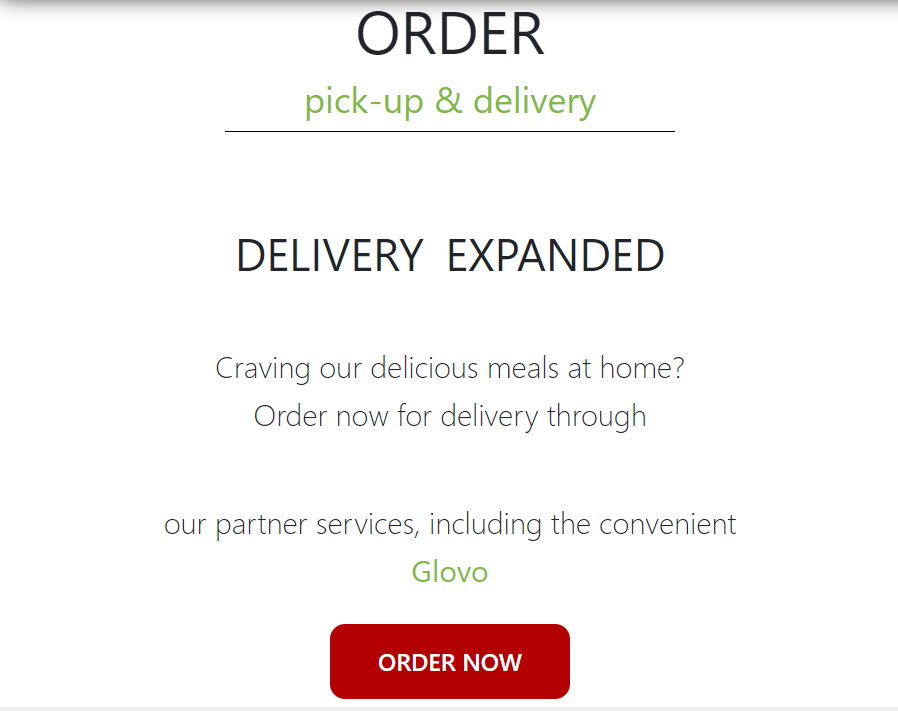 ORDER
pick-up & delivery
DELIVERY EXPANDED
Craving our delicious meals at home?
Order now for delivery through
our partner services, including the convenient
Glovo
ORDER NOW